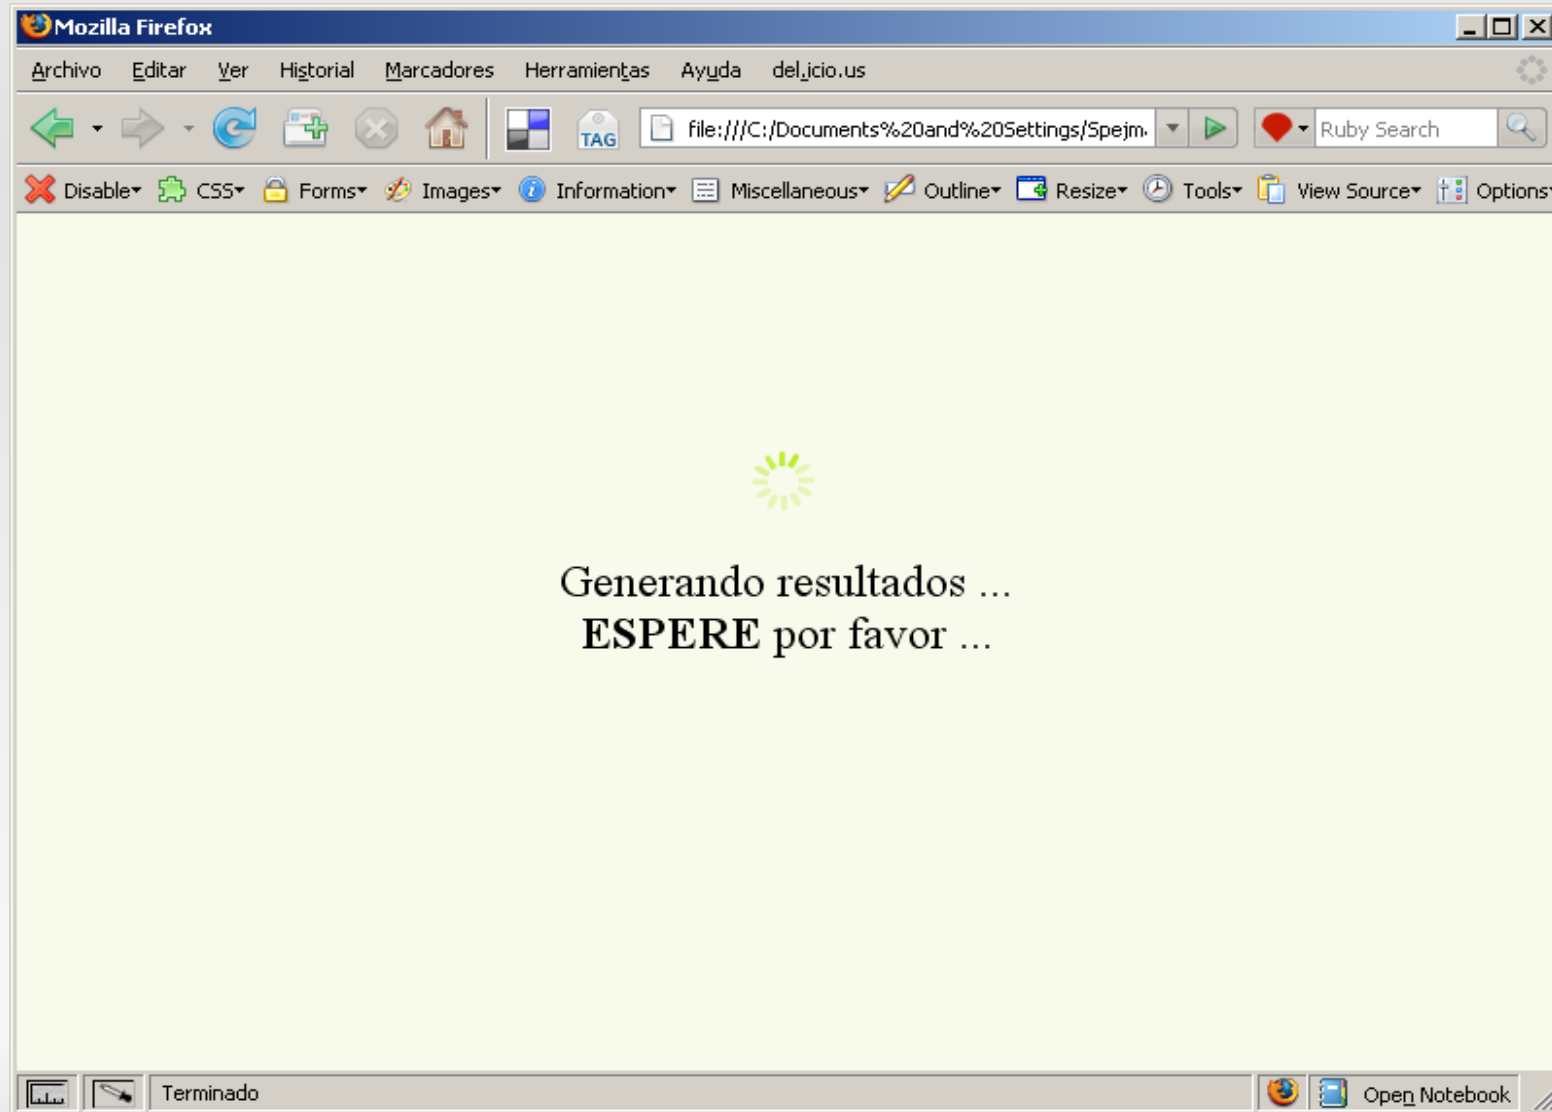 Mozilla Firefox
Archivo Editar Ver Historial Marcadores Herramientas Ayuda del.icio.us
TAG file:///C:/Documents%20and%20Settings/Spejm. Ruby Search
Disable CSS Forms Images Information Miscellaneous Outline Resize Tools View Source Options
Generando resultados ...
ESPERE por favor ...
Terminado Open Notebook